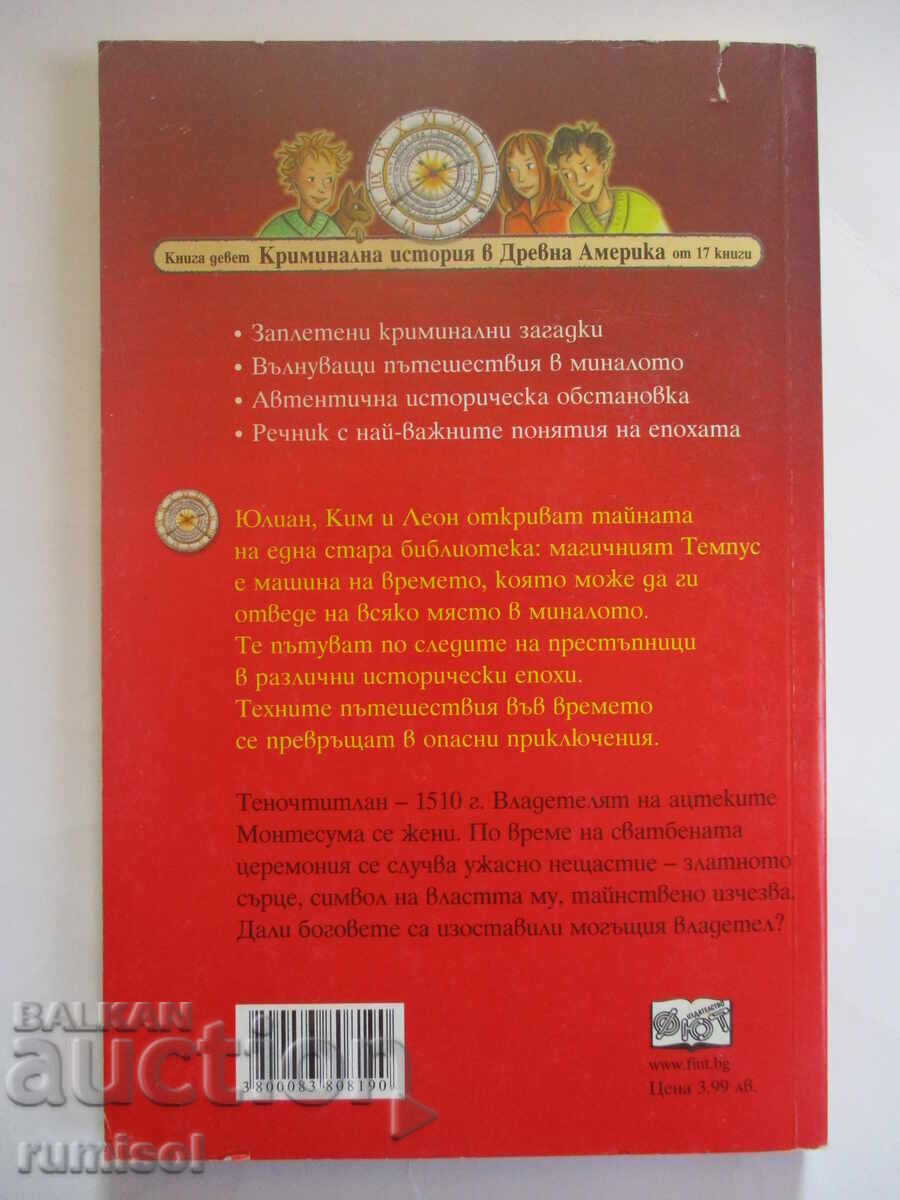 Книга девет Криминална история в Древна Америка от 17 книги
• Заплетени криминални загадки
• Вълнуващи пътешествия в миналото
• Автентична историческа обстановка
• Речник с най-важните понятия на епохата
Юлиан, Ким и Леон откриват тайната
на една стара библиотека: магичният Темпус
е машина на времето, която може да ги
отведе на всяко място в миналото.
Те пътуват по следите на престъпници
в различни исторически епохи.
Техните пътешествия във времето
се превръщат в опасни приключения.
Теночтитлан – 1510 г. Владетелят на ацтеките
Монтесума се жени. По време на сватбената
церемония се случва ужасно нещастие – златното
сърце, символ на властта му, тайнствено изчезва.
Дали боговете са изоставили могъщия владетел?
3800083 808190
ИЗДАТЕЛСТВО
ФЮТ
www.fiut.bg
Цена 3,99 лв.
BALKAN
auction
rumisol